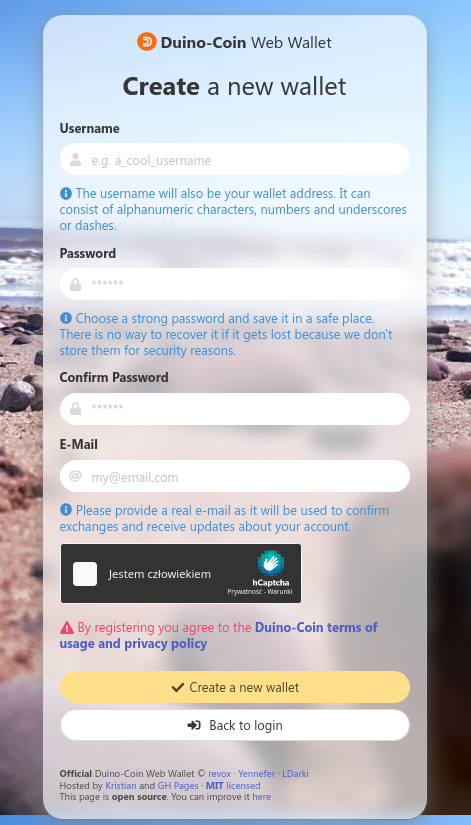 Duino-Coin Web Wallet
Create a new wallet
Username
e.g. a_cool_username
The username will also be your wallet address. It can
consist of alphanumeric characters, numbers and underscores
or dashes.
Password
******
Choose a strong password and save it in a safe place.
There is no way to recover it if it gets lost because we don't
store them for security reasons.
Confirm Password
******
E-Mail
my@email.com
Please provide a real e-mail as it will be used to confirm
exchanges and receive updates about your account.
Jestem człowiekiem
hCaptcha
Prywatność - Warunki
By registering you agree to the Duino-Coin terms of
usage and privacy policy
Create a new wallet
Back to login
Official Duino-Coin Web Wallet © revox · Yennefer · LDarki
Hosted by Kristian and GH Pages · MIT licensed
This page is open source. You can improve it here